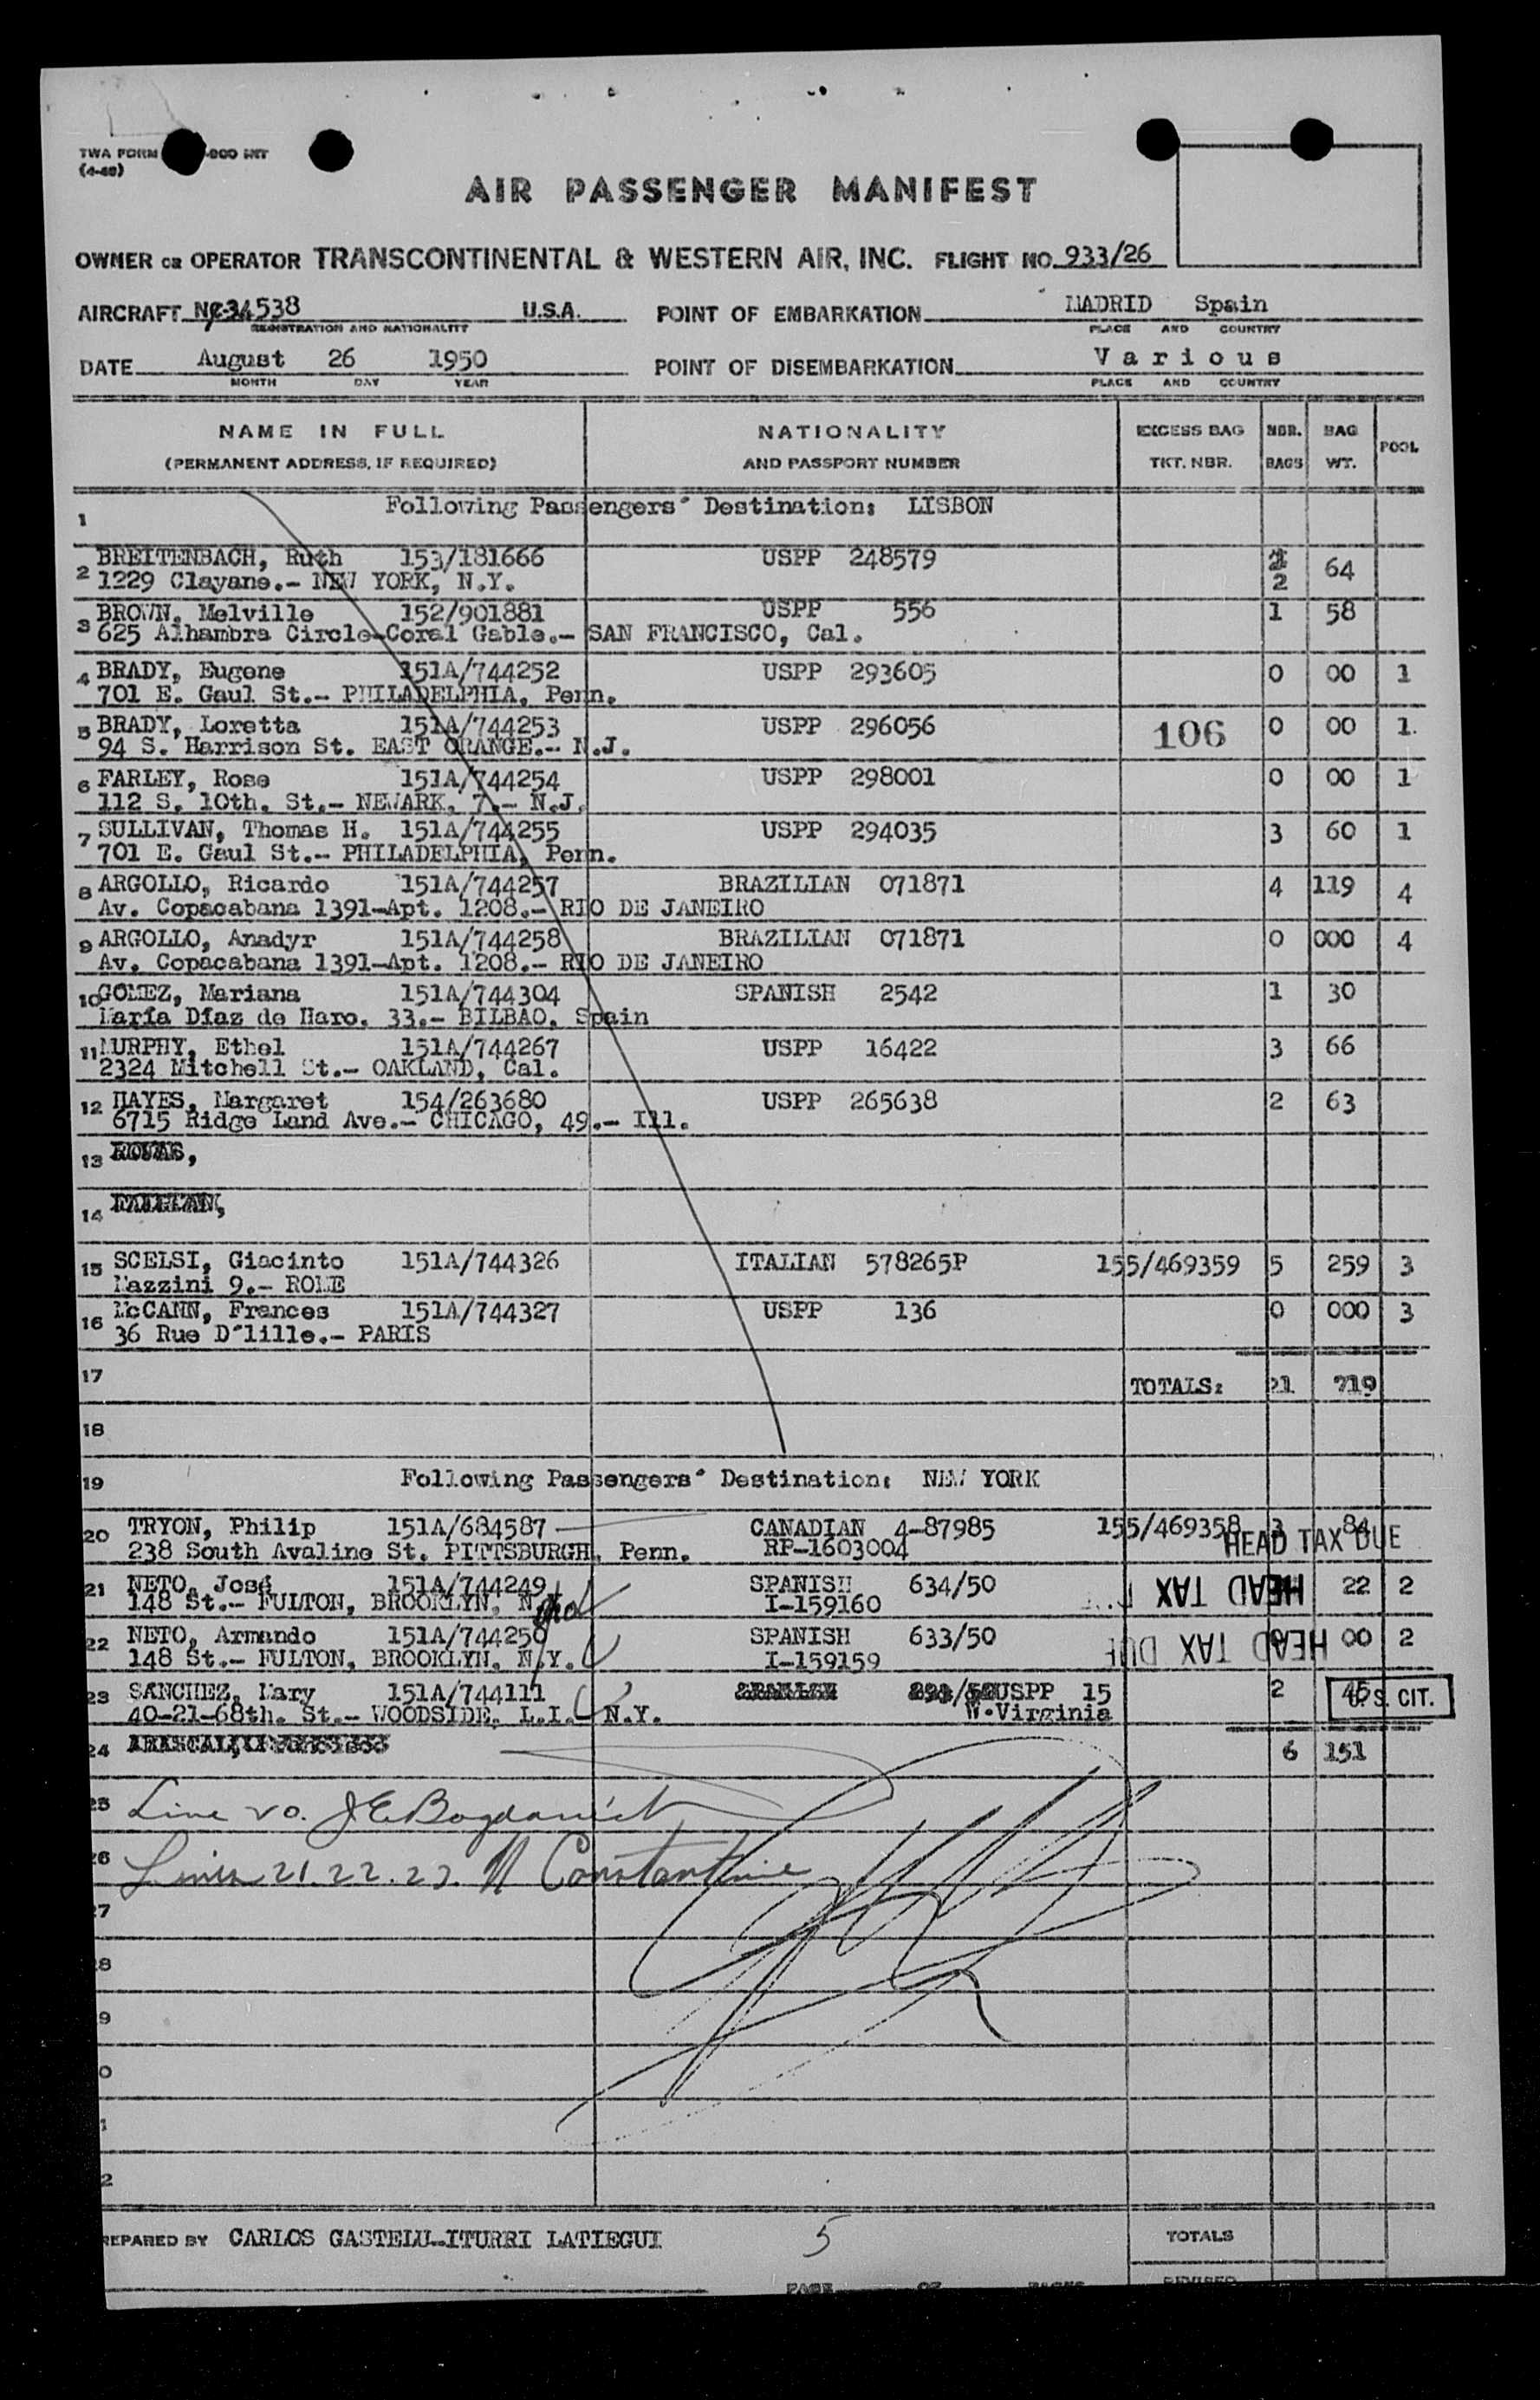 TWA FORM -800 INT
(4-48)
AIR PASSENGER MANIFEST
OWNER OR OPERATOR TRANSCONTINENTAL & WESTERN AIR, INC. FLIGHT NO. 933/26
AIRCRAFT 34538 U.S.A. POINT OF EMBARKATION MADRID Spain
REGISTRATION AND NATIONALITY PLACE AND COUNTRY
DATE August 26 1950 POINT OF DISEMBARKATION Various
MONTH DAY YEAR PLACE AND COUNTRY
NAME IN FULL NATIONALITY EXCESS BAG NBR. BAG POOL
(PERMANENT ADDRESS, IF REQUIRED) AND PASSPORT NUMBER TKT. NBR. BAGS WT.
1 Following Passengers' Destination: LISBON
2 BREITENBACH, Ruth 153/181666 USPP 248579 2 64
1229 Clayane.- NEW YORK, N.Y.
3 BROWN, Melville 152/901881 USPP 556 1 58
625 Alhambra Circle-Coral Gable.- SAN FRANCISCO, Cal.
4 BRADY, Eugene 151A/744252 USPP 293605 0 00 1
701 E. Gaul St.- PHILADELPHIA, Penn.
5 BRADY, Loretta 151A/744253 USPP 296056 106 0 00 1.
94 S. Harrison St. EAST ORANGE.- N.J.
6 FARLEY, Rose 151A/744254 USPP 298001 0 00 1
112 S. 10th. St.- NEWARK, 7.- N.J.
7 SULLIVAN, Thomas H. 151A/744255 USPP 294035 3 60 1
701 E. Gaul St.- PHILADELPHIA, Penn.
8 ARGOLLO, Ricardo 151A/744257 BRAZILIAN 071871 4 119 4
Av. Copacabana 1391-Apt. 1208.- RIO DE JANEIRO
9 ARGOLLO, Anadyr 151A/744258 BRAZILIAN 071871 0 000 4
Av. Copacabana 1391-Apt. 1208.- RIO DE JANEIRO
10 GOMEZ, Mariana 151A/744304 SPANISH 2542 1 30
María Díaz de Haro. 33.- BILBAO, Spain
11 MURPHY, Ethel 151A/744267 USPP 16422 3 66
2324 Mitchell St.- OAKLAND, Cal.
12 HAYES, Margaret 154/263680 USPP 265638 2 63
6715 Ridge Land Ave.- CHICAGO, 49.- Ill.
13
14
15 SCELSI, Giacinto 151A/744326 ITALIAN 578265P 155/469359 5 259 3
Mazzini 9.- ROME
16 McCANN, Frances 151A/744327 USPP 136 0 000 3
36 Rue D'lille.- PARIS
17 TOTALS: 21 719
18
19 Following Passengers' Destination: NEW YORK
20 TRYON, Philip 151A/684587 CANADIAN 4-87985 155/469358 3 84
238 South Avaline St. PITTSBURGH, Penn. RP-1603004 HEAD TAX DUE
21 NETO, José 151A/744249 SPANISH 634/50 HEAD TAX 22 2
148 St.- FULTON, BROOKLYN, N.Y. I-159160
22 NETO, Armando 151A/744250 SPANISH 633/50 HEAD TAX DUE 00 2
148 St.- FULTON, BROOKLYN, N.Y. I-159159
23 SANCHEZ, Mary 151A/744111 USPP 15 2 45 U.S. CIT.
40-21-68th. St.- WOODSIDE, L.I. N.Y. W.Virginia
24 6 151
Line 20. J E Bogdanich
Lines 21.22.23. Constantine
PREPARED BY CARLOS GASTELU-ITURRI LATIEGUI 5 TOTALS
PAGE OF PAGES REVISED